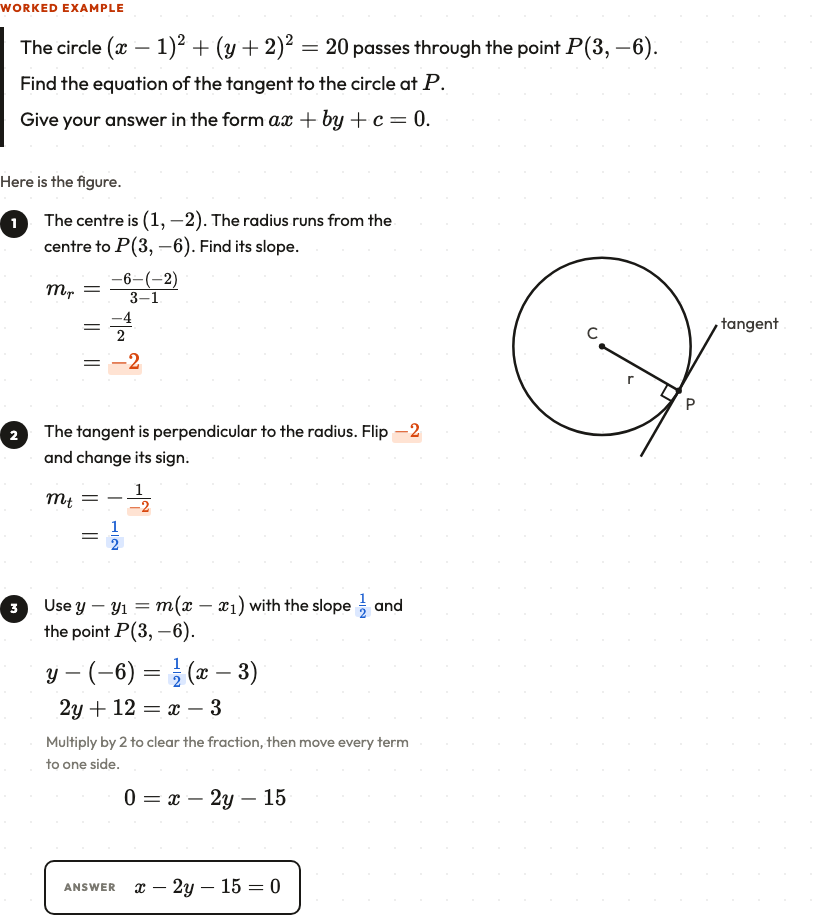 WORKED EXAMPLE
The circle (x − 1)² + (y + 2)² = 20 passes through the point P(3, −6).
Find the equation of the tangent to the circle at P.
Give your answer in the form ax + by + c = 0.
Here is the figure.
1 The centre is (1, −2). The radius runs from the
centre to P(3, −6). Find its slope.
m_r = (−6−(−2))/(3−1)
= −4/2
= −2
2 The tangent is perpendicular to the radius. Flip −2
and change its sign.
m_t = −1/(−2)
= 1/2
3 Use y − y₁ = m(x − x₁) with the slope 1/2 and
the point P(3, −6).
y − (−6) = 1/2(x − 3)
2y + 12 = x − 3
Multiply by 2 to clear the fraction, then move every term
to one side.
0 = x − 2y − 15
ANSWER x − 2y − 15 = 0
tangent
C
r
P